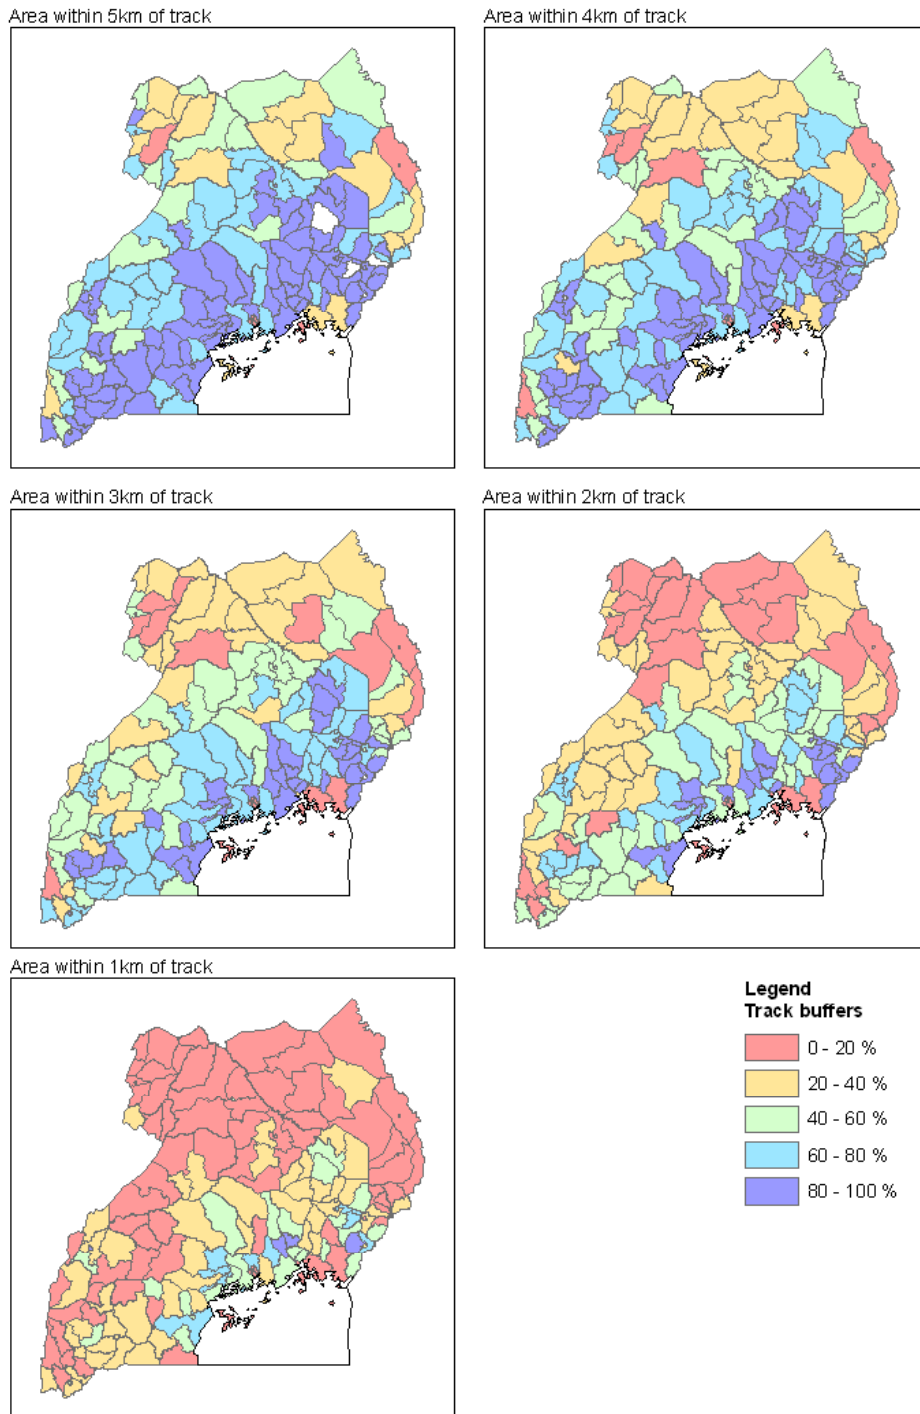 Area within 5km of track
Area within 4km of track
Area within 3km of track
Area within 2km of track
Area within 1km of track
Legend
Track buffers
0 - 20 %
20 - 40 %
40 - 60 %
60 - 80 %
80 - 100 %